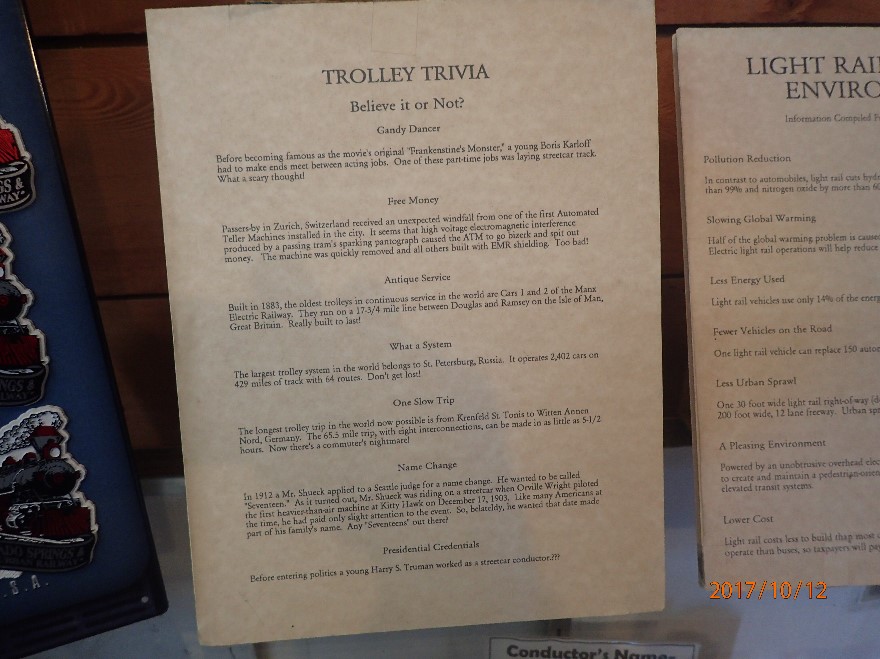 TROLLEY TRIVIA
Believe it or Not?
Gandy Dancer
Before becoming famous as the movie's original "Frankenstine's Monster," a young Boris Karloff
had to make ends meet between acting jobs. One of these part-time jobs was laying streetcar track.
What a scary thought!
Free Money
Passers-by in Zurich, Switzerland received an unexpected windfall from one of the first Automated
Teller Machines installed in the city. It seems that high voltage electromagnetic interference
produced by a passing tram's sparking pantograph caused the ATM to go bizerk and spit out
money. The machine was quickly removed and all others built with EMR shielding. Too bad!
Antique Service
Built in 1883, the oldest trolleys in continuous service in the world are Cars 1 and 2 of the Manx
Electric Railway. They run on a 17-3/4 mile line between Douglas and Ramsey on the Isle of Man,
Great Britain. Really built to last!
What a System
The largest trolley system in the world belongs to St. Petersburg, Russia. It operates 2,402 cars on
429 miles of track with 64 routes. Don't get lost!
One Slow Trip
The longest trolley trip in the world now possible is from Krenfeld St. Tonis to Witten Annen
Nord, Germany. The 65.5 mile trip, with eight interconnections, can be made in as little as 5-1/2
hours. Now there's a commuter's nightmare!
Name Change
In 1912 a Mr. Shueck applied to a Seattle judge for a name change. He wanted to be called
"Seventeen." As it turned out, Mr. Shueck was riding on a streetcar when Orville Wright piloted
the first heavier-than-air machine at Kitty Hawk on December 17, 1903. Like many Americans at
the time, he had paid only slight attention to the event. So, belatedly, he wanted that date made
part of his family's name. Any "Seventeens" out there?
Presidential Credentials
Before entering politics a young Harry S. Truman worked as a streetcar conductor.???
LIGHT RAI
ENVIRO
Information Compiled F
Pollution Reduction
In contrast to automobiles, light rail cuts hyd
than 99% and nitrogen oxide by more than 6
Slowing Global Warming
Half of the global warming problem is cause
Electric light rail operations will help reduce
Less Energy Used
Light rail vehicles use only 14% of the energ
Fewer Vehicles on the Road
One light rail vehicle can replace 150 auto
Less Urban Sprawl
One 30 foot wide light rail right-of-way (d
200 foot wide, 12 lane freeway. Urban spr
A Pleasing Environment
Powered by an unobtrusive overhead elec
to create and maintain a pedestrian-orien
elevated transit systems.
Lower Cost
Light rail costs less to build than most
operate than buses, so taxpayers will pay
Conductor's Names
GS &
WAY
NGS &
DO SPRINGS &
S.A.
2017/10/12